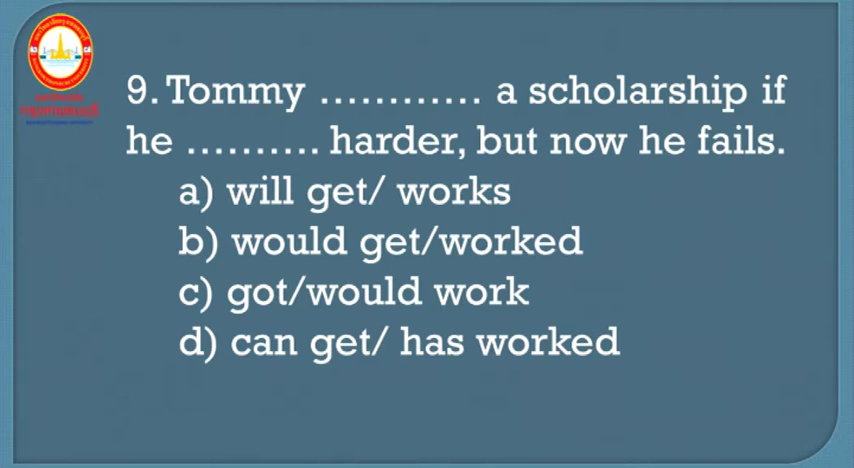 9. Tommy ………… a scholarship if
he ………. harder, but now he fails.
a) will get/ works
b) would get/worked
c) got/would work
d) can get/ has worked